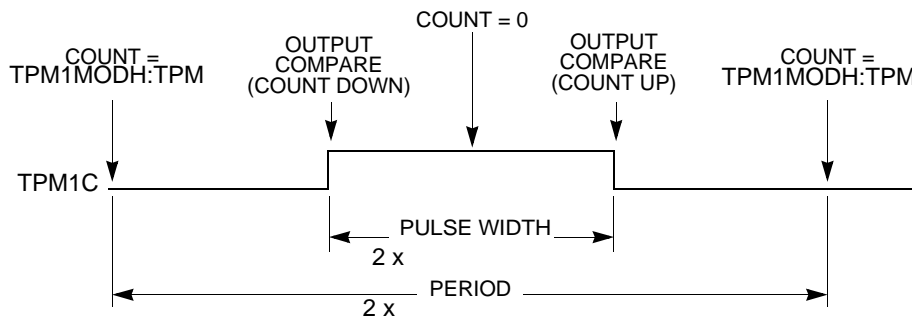 COUNT = 0
COUNT =
TPM1MODH:TPM
OUTPUT
COMPARE
(COUNT DOWN)
OUTPUT
COMPARE
(COUNT UP)
COUNT =
TPM1MODH:TPM
TPM1C
PULSE WIDTH
2 x
PERIOD
2 x